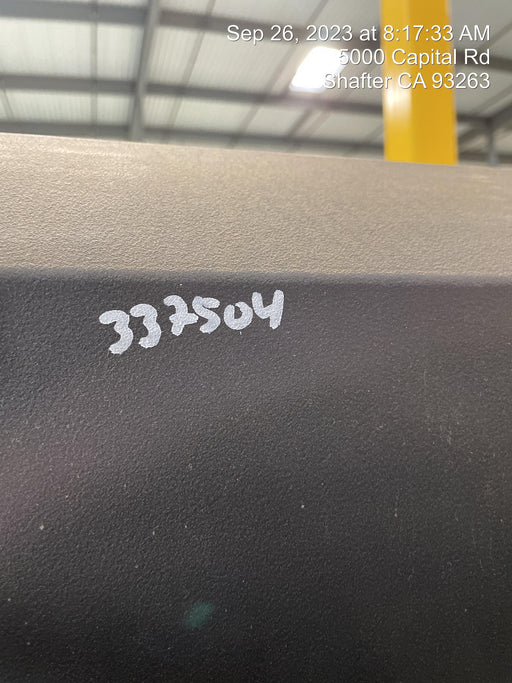 Sep 26, 2023 at 8:17:33 AM
5000 Capital Rd
Shafter CA 93263
337504